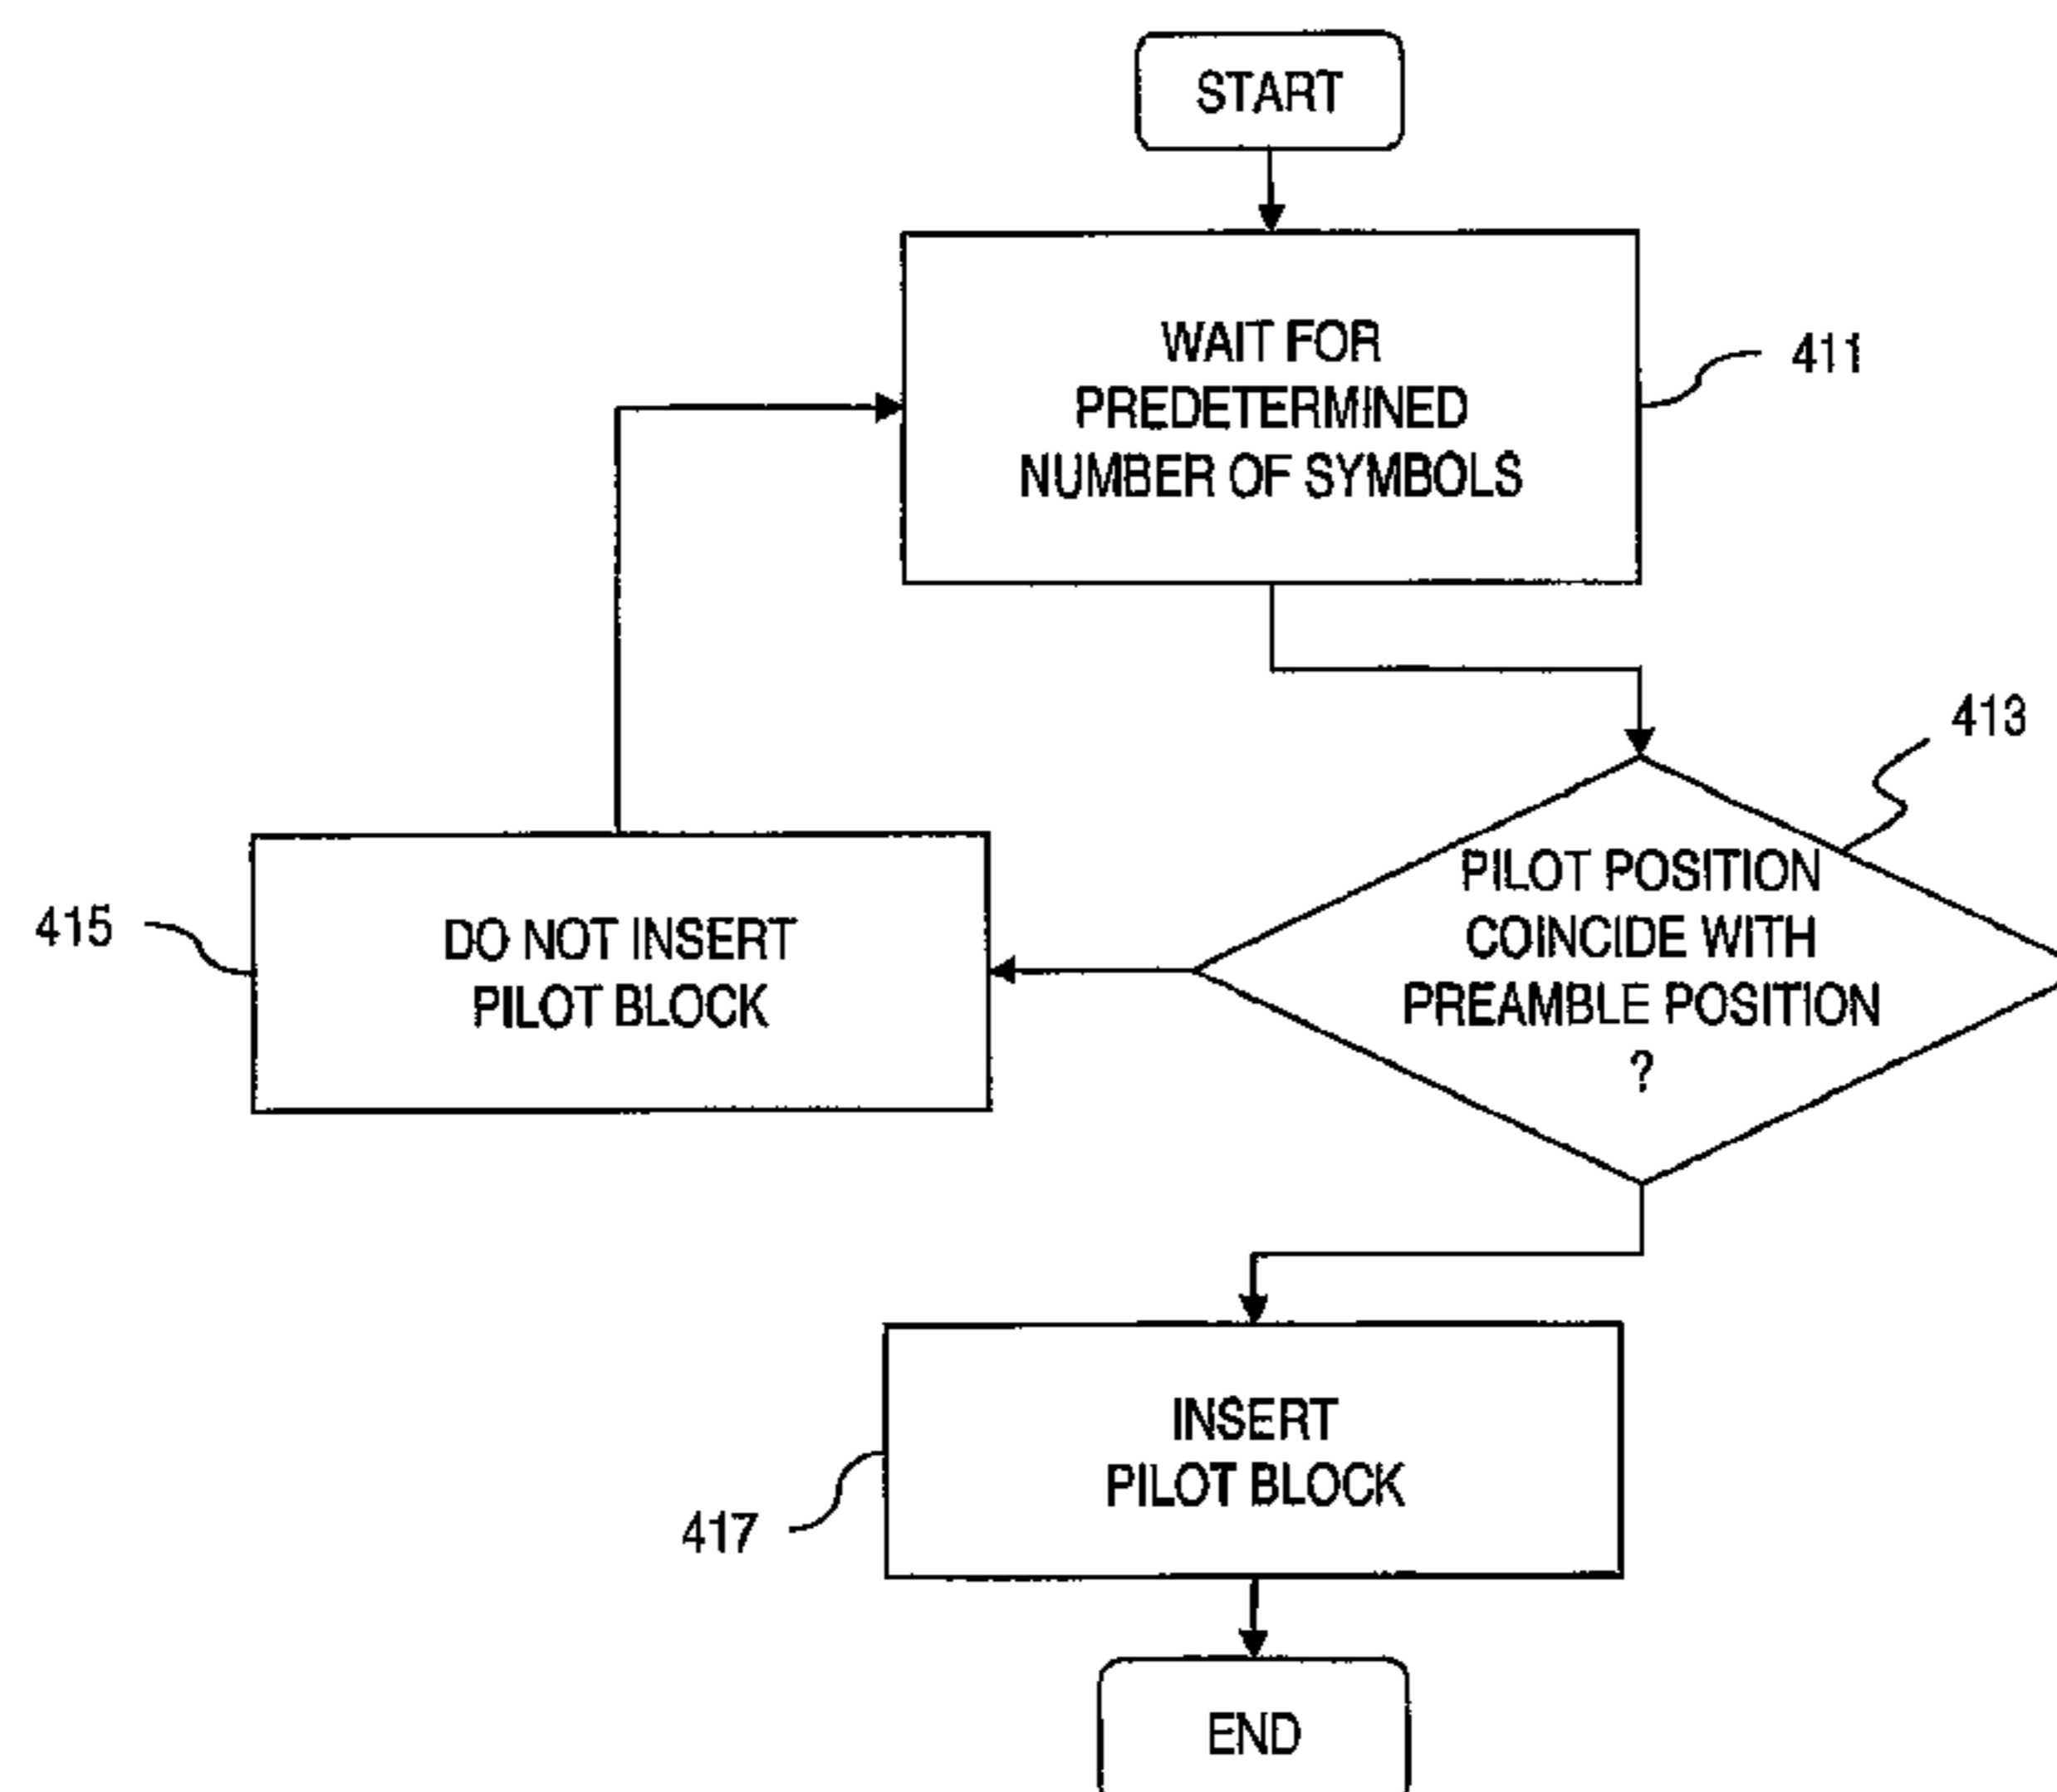 START
WAIT FOR
PREDETERMINED
NUMBER OF SYMBOLS
411
413
PILOT POSITION
COINCIDE WITH
PREAMBLE POSITION
?
415
DO NOT INSERT
PILOT BLOCK
INSERT
PILOT BLOCK
417
END